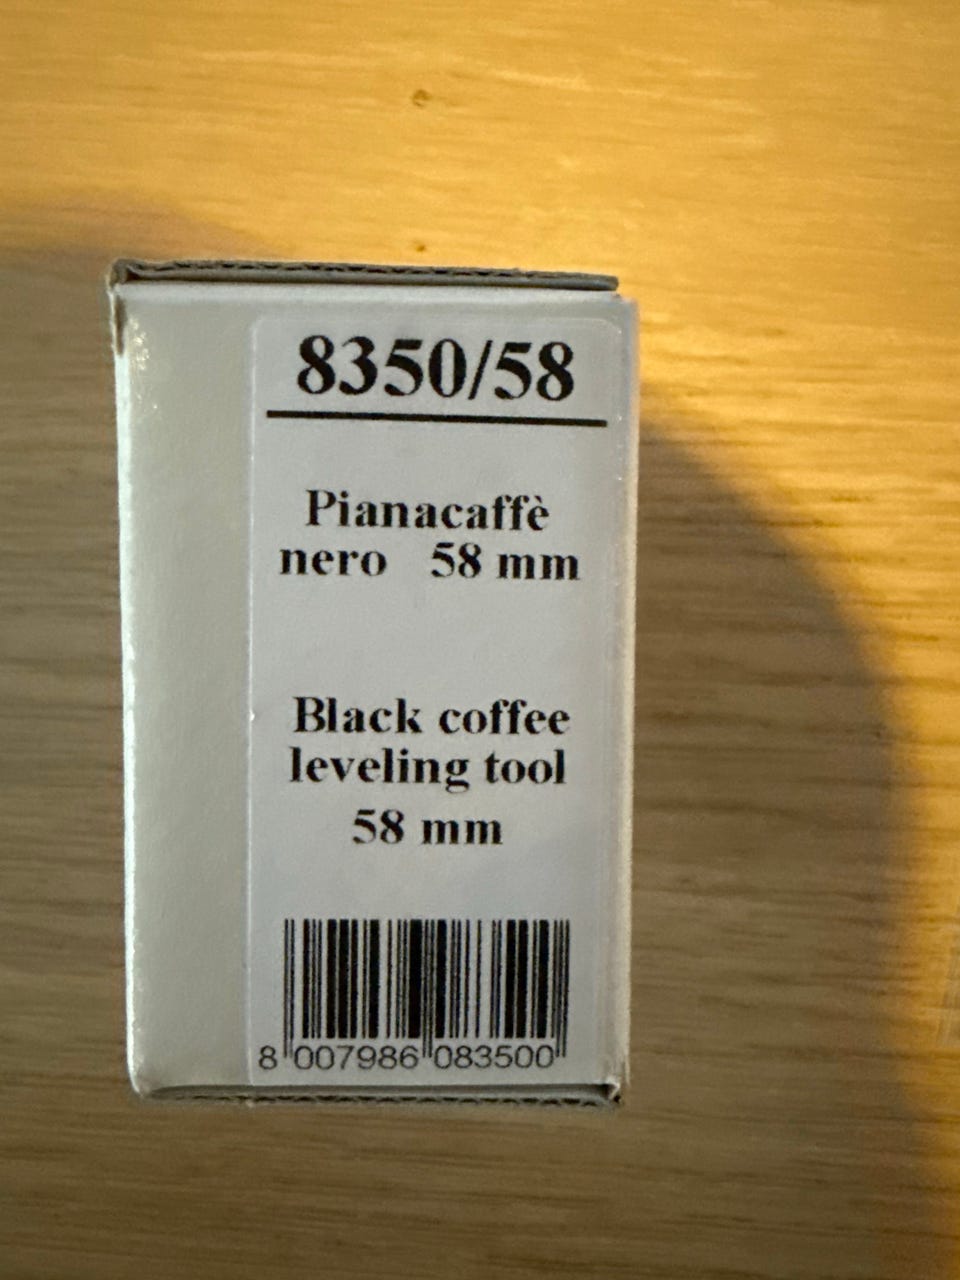 8350/58
Pianacaffè
nero 58 mm
Black coffee
leveling tool
58 mm
8 007986 083500